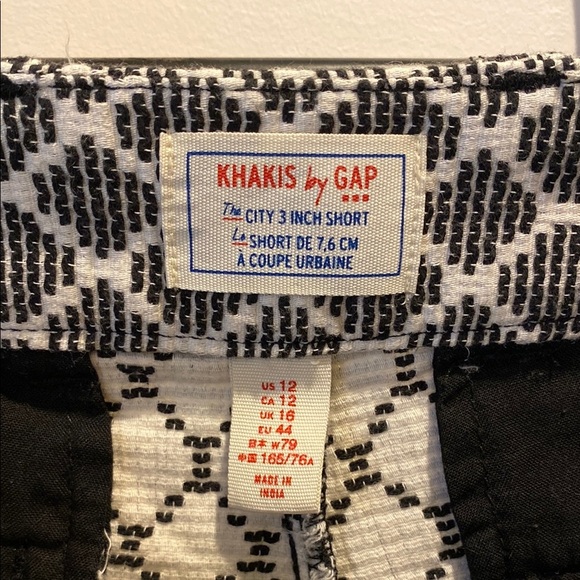 KHAKIS by GAP
The CITY 3 INCH SHORT
Le SHORT DE 7.6 CM
À COUPE URBAINE
US 12
CA 12
UK 16
EU 44
日本 W79
中国 165/76A
MADE IN
INDIA